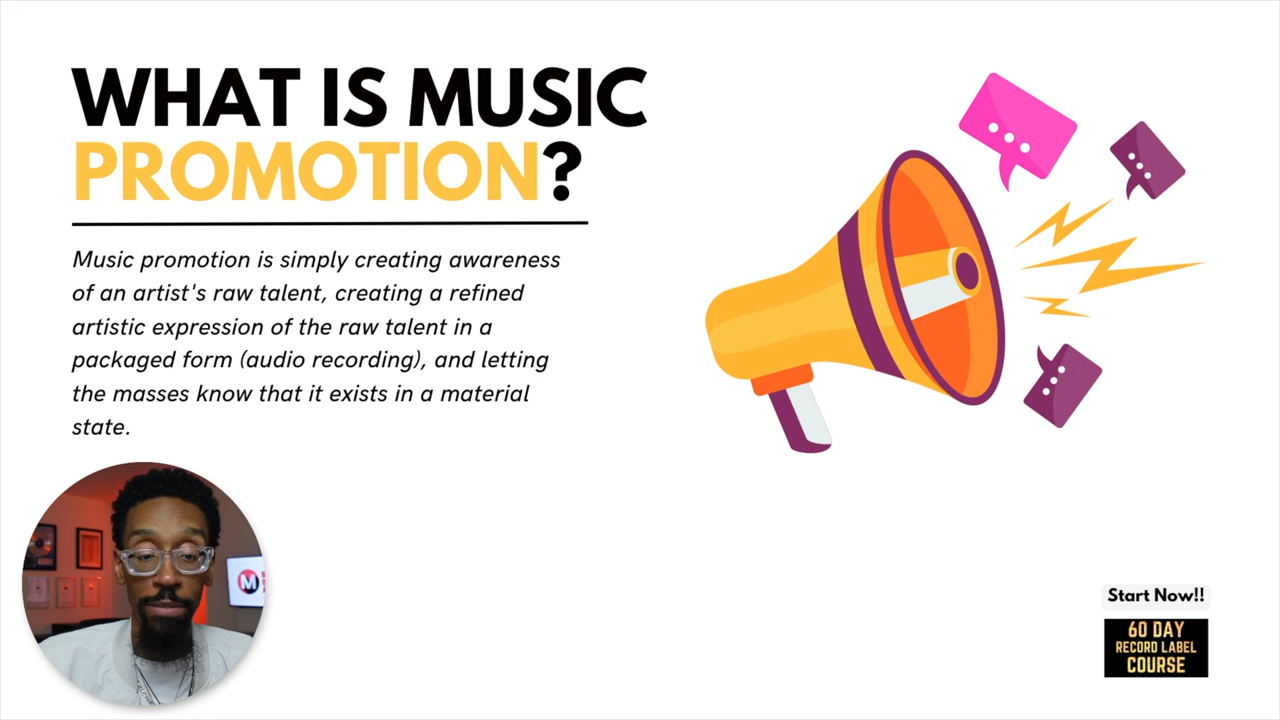 WHAT IS MUSIC
PROMOTION?
Music promotion is simply creating awareness
of an artist's raw talent, creating a refined
artistic expression of the raw talent in a
packaged form (audio recording), and letting
the masses know that it exists in a material
state.
M
Start Now!!
60 DAY
RECORD LABEL
COURSE